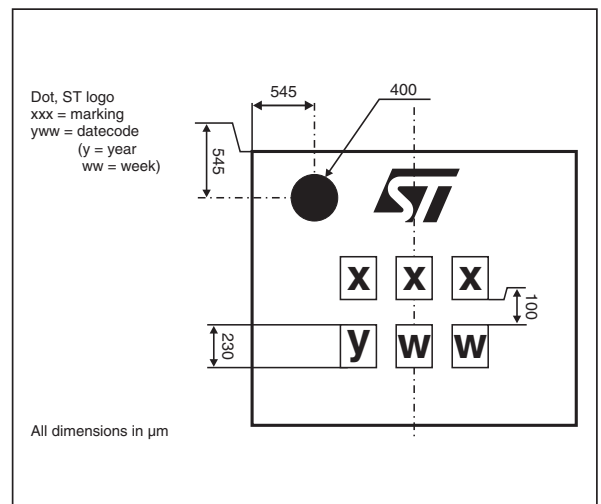 545
400
Dot, ST logo
xxx = marking
yww = datecode
(y = year
ww = week)
545
ST
x x x
100
y w w
230
All dimensions in µm